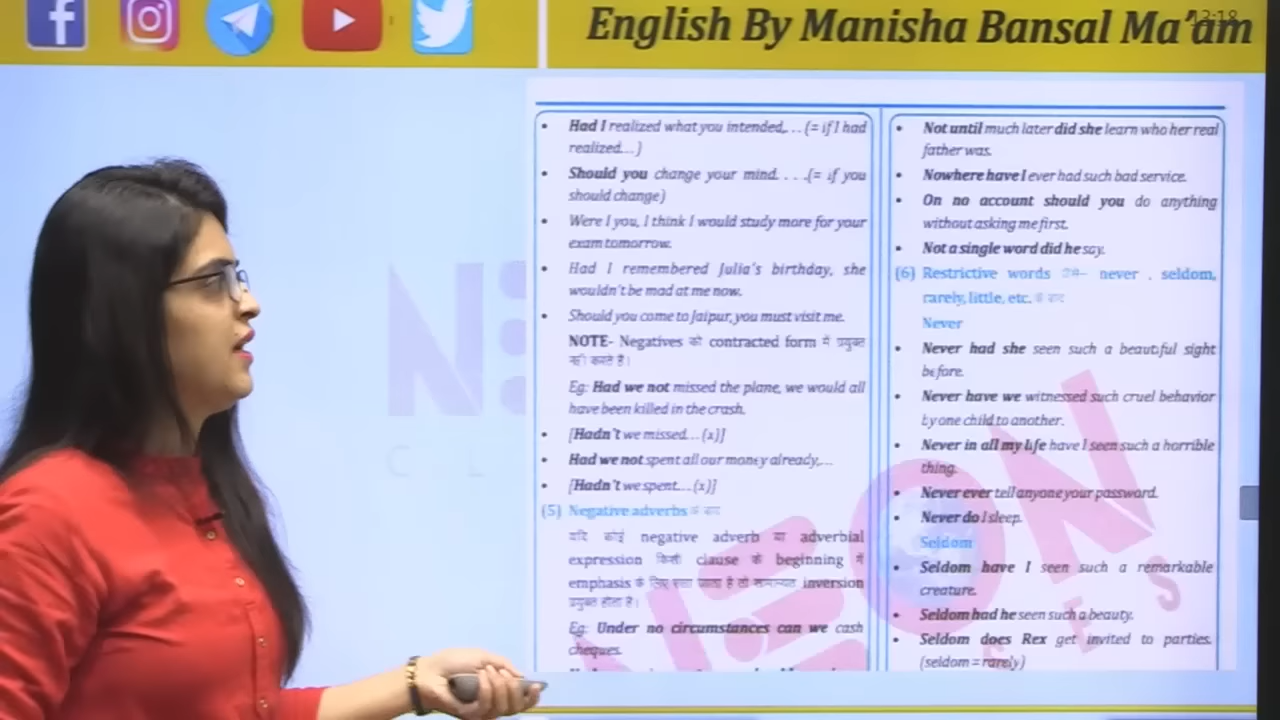 English By Manisha Bansal Ma'am
13:18
• Had I realized what you intended,. . . (= if I had
realized...)
• Should you change your mind. . . .(= if you
should change)
• Were I you, I think I would study more for your
exam tomorrow.
• Had I remembered Julia's birthday, she
wouldn't be mad at me now.
• Should you come to Jaipur, you must visit me.
NOTE- Negatives को contracted form में प्रयुक्त
नहीं करते हैं।
Eg: Had we not missed the plane, we would all
have been killed in the crash.
• [Hadn't we missed... (x)]
• Had we not spent all our money already,...
• [Hadn't we spent... (x)]
(5) Negative adverbs के बाद
यदि कोई negative adverb या adverbial
expression किसी clause के beginning में
emphasis के लिए रखा जाता है तो सामान्यत inversion
प्रयुक्त होता है।
Eg: Under no circumstances can we cash
cheques.
• Not until much later did she learn who her real
father was.
• Nowhere have I ever had such bad service.
• On no account should you do anything
without asking me first.
• Not a single word did he say.
(6) Restrictive words जैसे– never , seldom,
rarely, little, etc. के बाद
Never
• Never had she seen such a beautiful sight
before.
• Never have we witnessed such cruel behavior
by one child to another.
• Never in all my life have I seen such a horrible
thing.
• Never ever tell anyone your password.
• Never do I sleep.
Seldom
• Seldom have I seen such a remarkable
creature.
• Seldom had he seen such a beauty.
• Seldom does Rex get invited to parties.
(seldom = rarely)
NEON